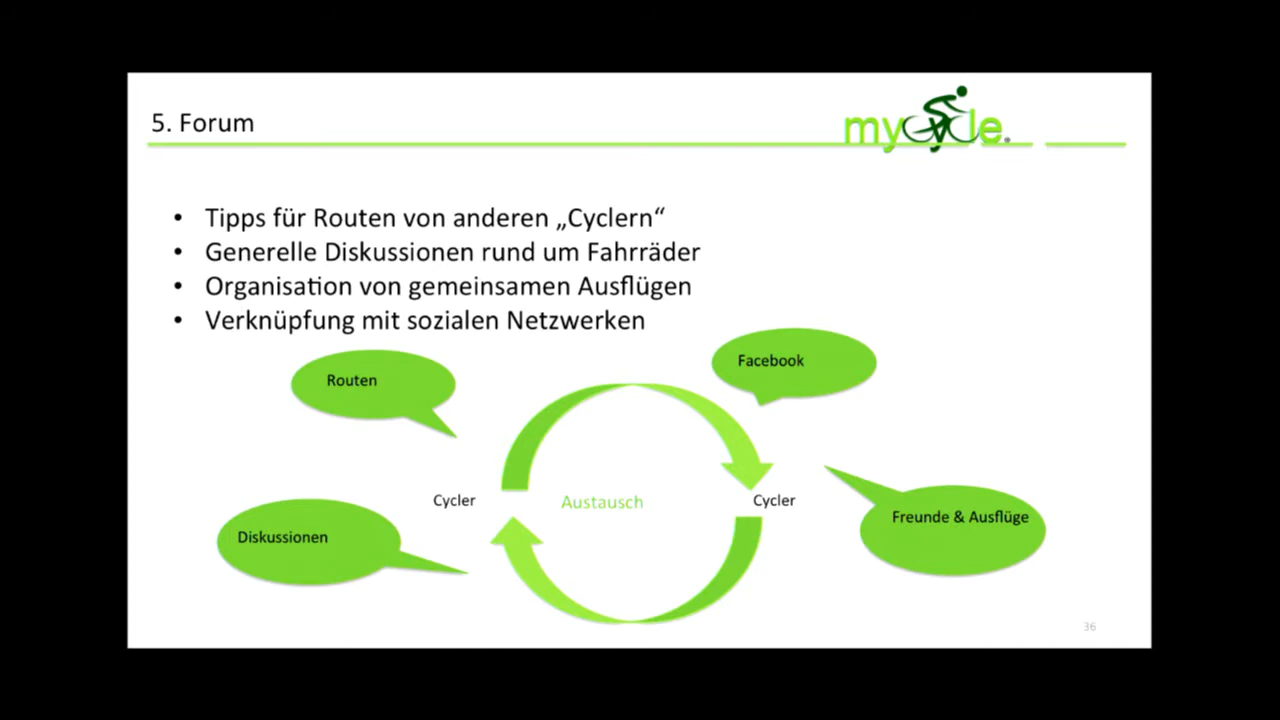 5. Forum
mycycle®
• Tipps für Routen von anderen „Cyclern“
• Generelle Diskussionen rund um Fahrräder
• Organisation von gemeinsamen Ausflügen
• Verknüpfung mit sozialen Netzwerken
Facebook
Routen
Cycler
Austausch
Cycler
Freunde & Ausflüge
Diskussionen
36